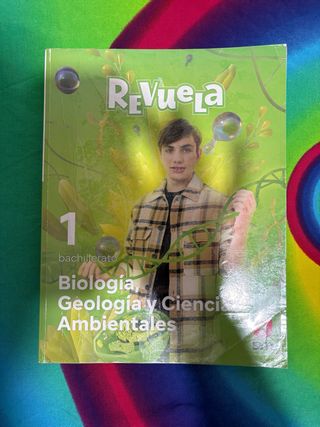 REVUELA
1
bachillerato
Biología,
Geología y Ciencias
Ambientales